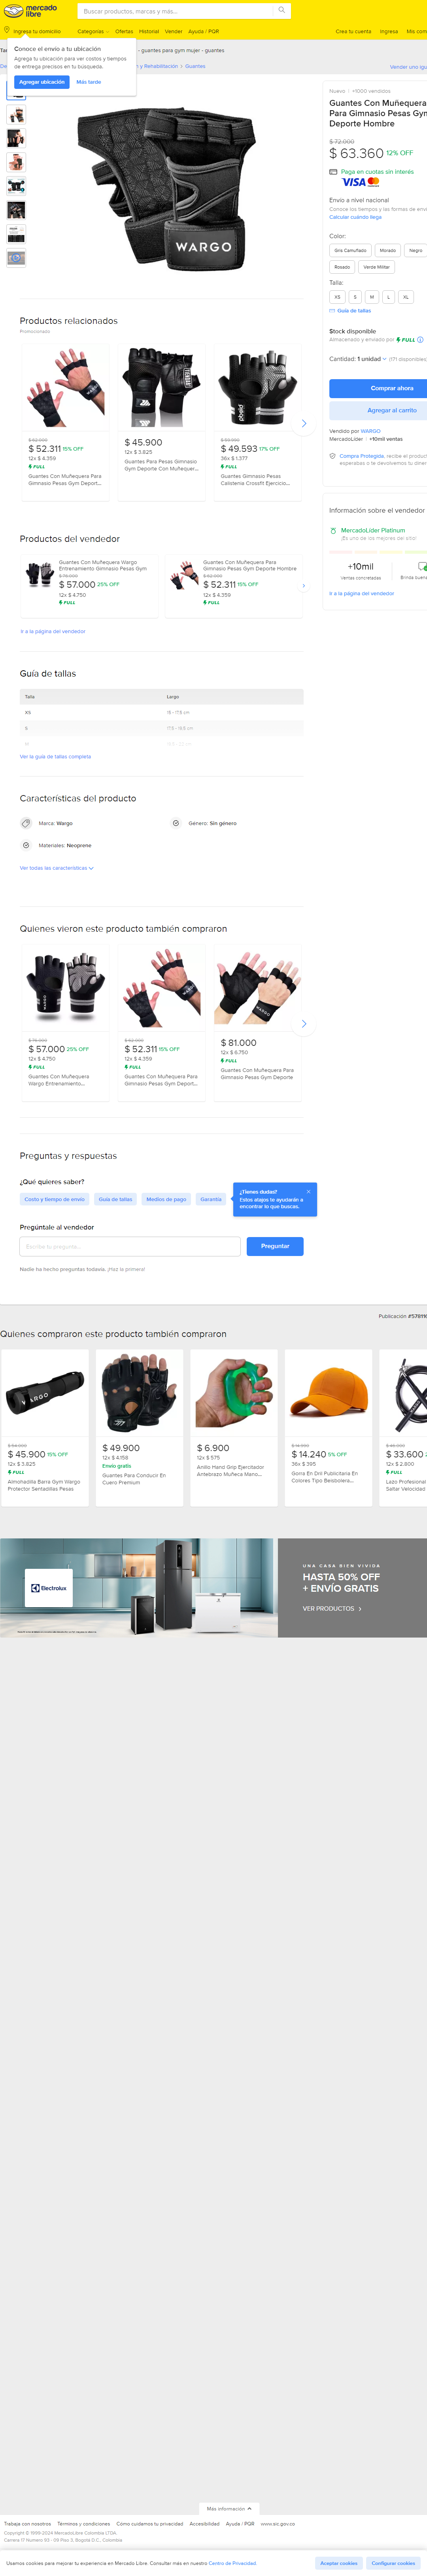 mercado
libre
Buscar productos, marcas y más...
Ingresa tu domicilio
Categorías
Ofertas
Historial
Vender
Ayuda / PQR
Crea tu cuenta
Ingresa
Mis com
Conoce el envío a tu ubicación
Agrega tu ubicación para ver costos y tiempos
de entrega precisos en tu búsqueda.
Agregar ubicación
Más tarde
- guantes para gym mujer - guantes
y Rehabilitación > Guantes
Vender uno igu
WARGO
Nuevo | +1000 vendidos
Guantes Con Muñequera
Para Gimnasio Pesas Gym
Deporte Hombre
$ 72.000
$ 63.360 12% OFF
Paga en cuotas sin interés
VISA
Envío a nivel nacional
Conoce los tiempos y las formas de envío
Calcular cuándo llega
Color:
Gris Camuflado
Morado
Negro
Rosado
Verde Militar
Talla:
XS
S
M
L
XL
Guía de tallas
Stock disponible
Almacenado y enviado por FULL
Cantidad: 1 unidad (171 disponibles)
Comprar ahora
Agregar al carrito
Vendido por WARGO
MercadoLíder | +10mil ventas
Compra Protegida, recibe el product
esperabas o te devolvemos tu diner
Información sobre el vendedor
MercadoLíder Platinum
¡Es uno de los mejores del sitio!
+10mil
Ventas concretadas
Brinda buena
Ir a la página del vendedor
Productos relacionados
Promocionado
$ 62.000
$ 52.311 15% OFF
12x $ 4.359
FULL
Guantes Con Muñequera Para
Gimnasio Pesas Gym Deport...
$ 45.900
12x $ 3.825
Guantes Para Pesas Gimnasio
Gym Deporte Con Muñequer...
$ 49.593 17% OFF
36x $ 1.377
FULL
Guantes Gimnasio Pesas
Calistenia Crossfit Ejercicio...
Productos del vendedor
Guantes Con Muñequera Wargo
Entrenamiento Gimnasio Pesas Gym
$ 76.000
$ 57.000 25% OFF
12x $ 4.750
FULL
Guantes Con Muñequera Para
Gimnasio Pesas Gym Deporte Hombre
$ 62.000
$ 52.311 15% OFF
12x $ 4.359
FULL
Ir a la página del vendedor
Guía de tallas
Talla
Largo
XS
S
17.5 - 18.5 cm
Ver la guía de tallas completa
Características del producto
Marca: Wargo
Género: Sin género
Materiales: Neoprene
Ver todas las características
Quienes vieron este producto también compraron
$ 76.000
$ 57.000 25% OFF
12x $ 4.750
FULL
Guantes Con Muñequera
Wargo Entrenamiento...
$ 62.000
$ 52.311 15% OFF
12x $ 4.359
FULL
Guantes Con Muñequera Para
Gimnasio Pesas Gym Deport...
$ 81.000
12x $ 6.750
FULL
Guantes Con Muñequera Para
Gimnasio Pesas Gym Deporte
Preguntas y respuestas
¿Qué quieres saber?
Costo y tiempo de envío
Guía de tallas
Medios de pago
Garantía
¿Tienes dudas?
Estos atajos te ayudarán a
encontrar lo que buscas.
Pregúntale al vendedor
Escribe tu pregunta...
Preguntar
Nadie ha hecho preguntas todavía. ¡Haz la primera!
Publicación #57811
Quienes compraron este producto también compraron
WARGO
$ 54.000
$ 45.900 15% OFF
12x $ 3.825
FULL
Almohadilla Barra Gym Wargo
Protector Sentadillas Pesas
$ 49.900
12x $ 4.158
Envío gratis
Guantes Para Conducir En
Cuero Premium
$ 6.900
12x $ 575
Anillo Hand Grip Ejercitador
Antebrazo Muñeca Mano...
$ 14.240 5% OFF
36x $ 395
Gorra En Dril Publicitaria En
Colores Tipo Beisbolera...
$ 33.600
12x $ 2.800
FULL
Lazo Profesional
Saltar Velocidad
Electrolux
UNA CASA BIEN VIVIDA
HASTA 50% OFF
+ ENVÍO GRATIS
VER PRODUCTOS >
Más información
Trabaja con nosotros
Términos y condiciones
Cómo cuidamos tu privacidad
Accesibilidad
Ayuda / PQR
www.sic.gov.co
Copyright © 1999-2024 MercadoLibre Colombia LTDA.
Carrera 17 Numero 93 - 09 Piso 3, Bogotá D.C., Colombia
Usamos cookies para mejorar tu experiencia en Mercado Libre. Consultar más en nuestro Centro de Privacidad.
Aceptar cookies
Configurar cookies